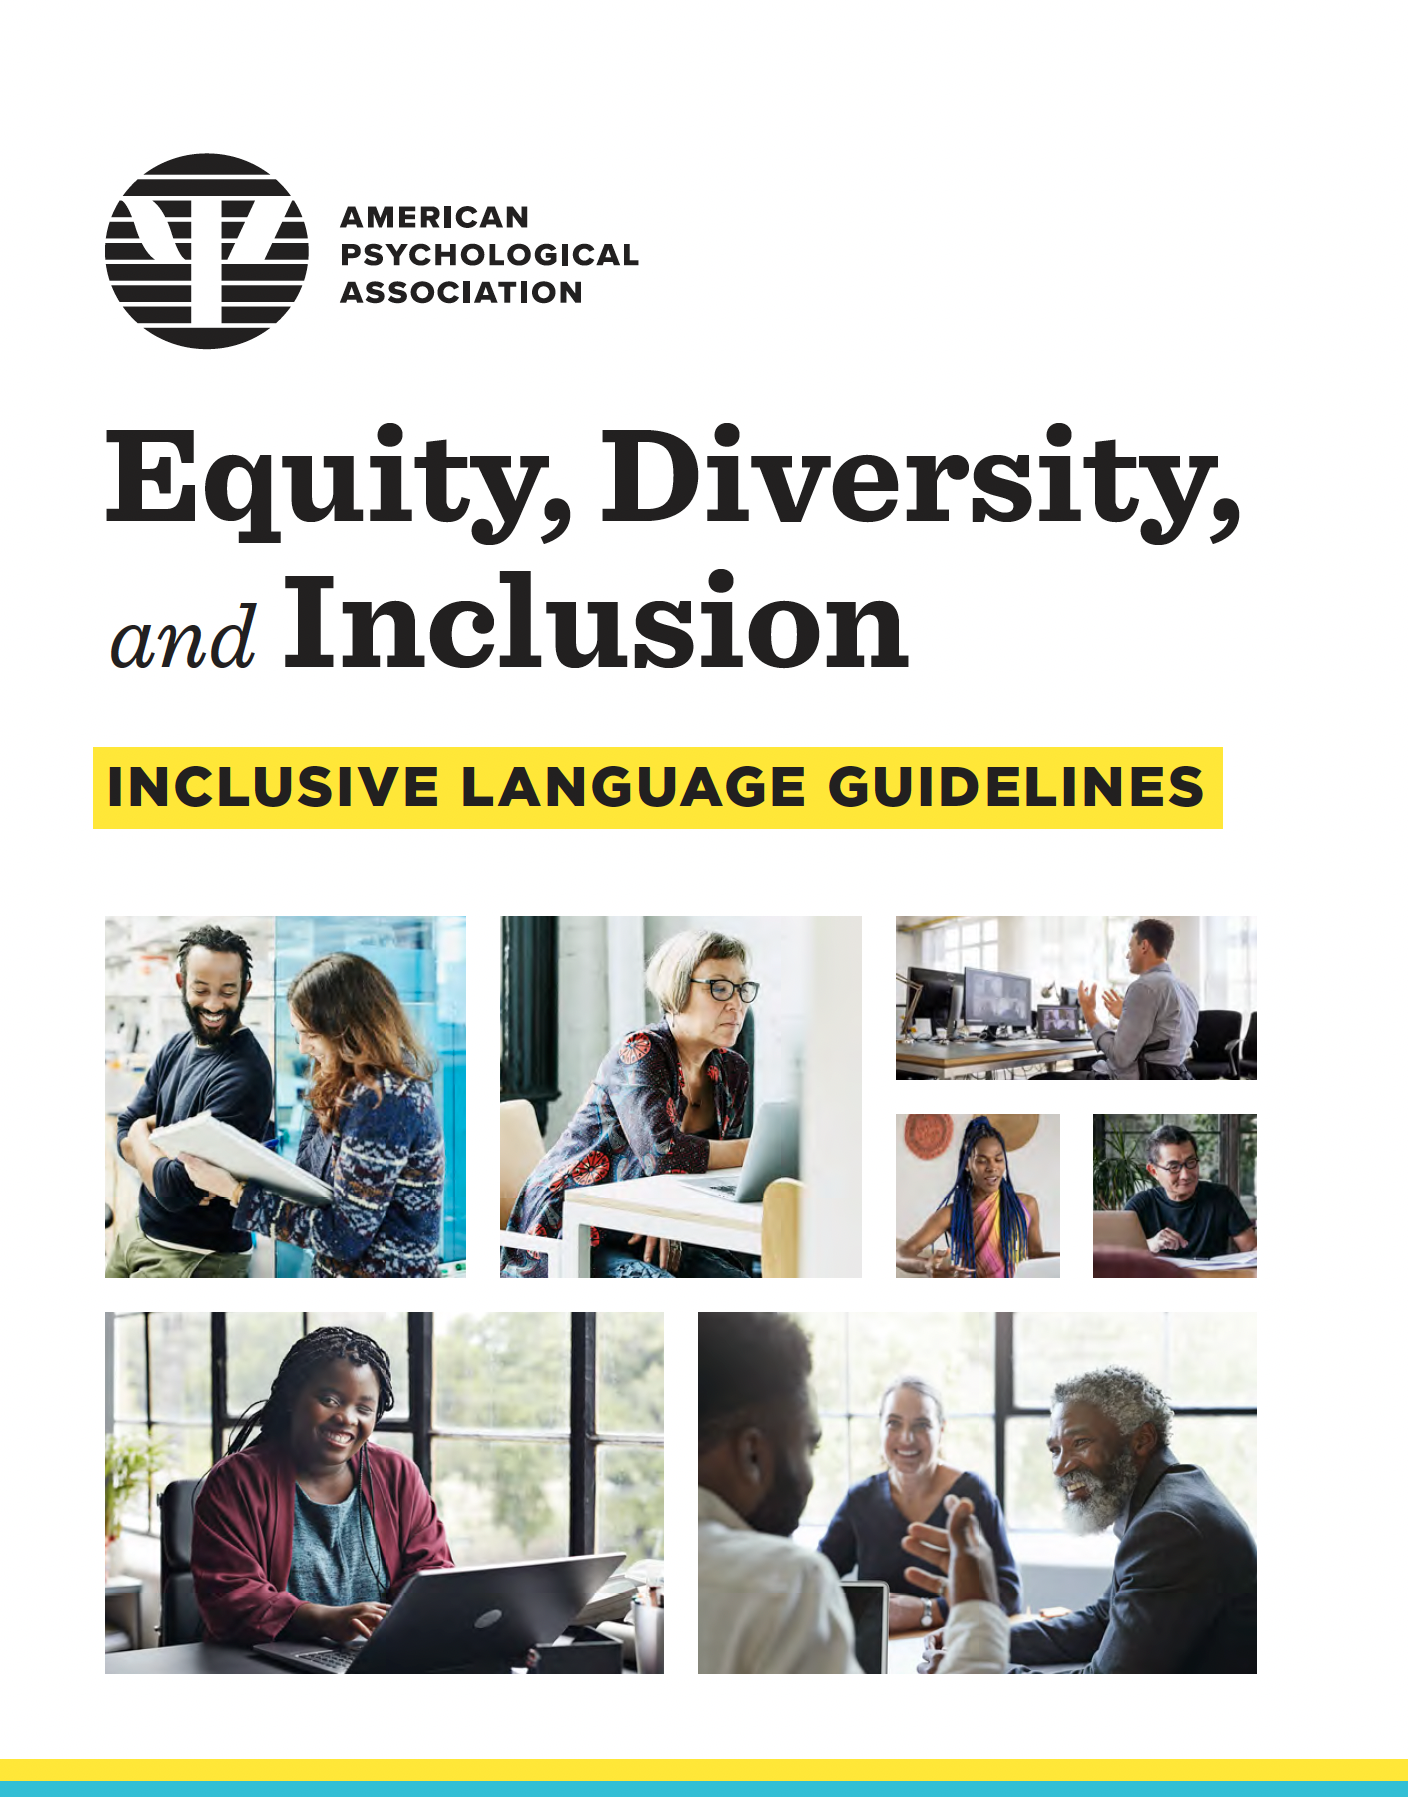 AMERICAN
PSYCHOLOGICAL
ASSOCIATION
Equity, Diversity,
and Inclusion
INCLUSIVE LANGUAGE GUIDELINES